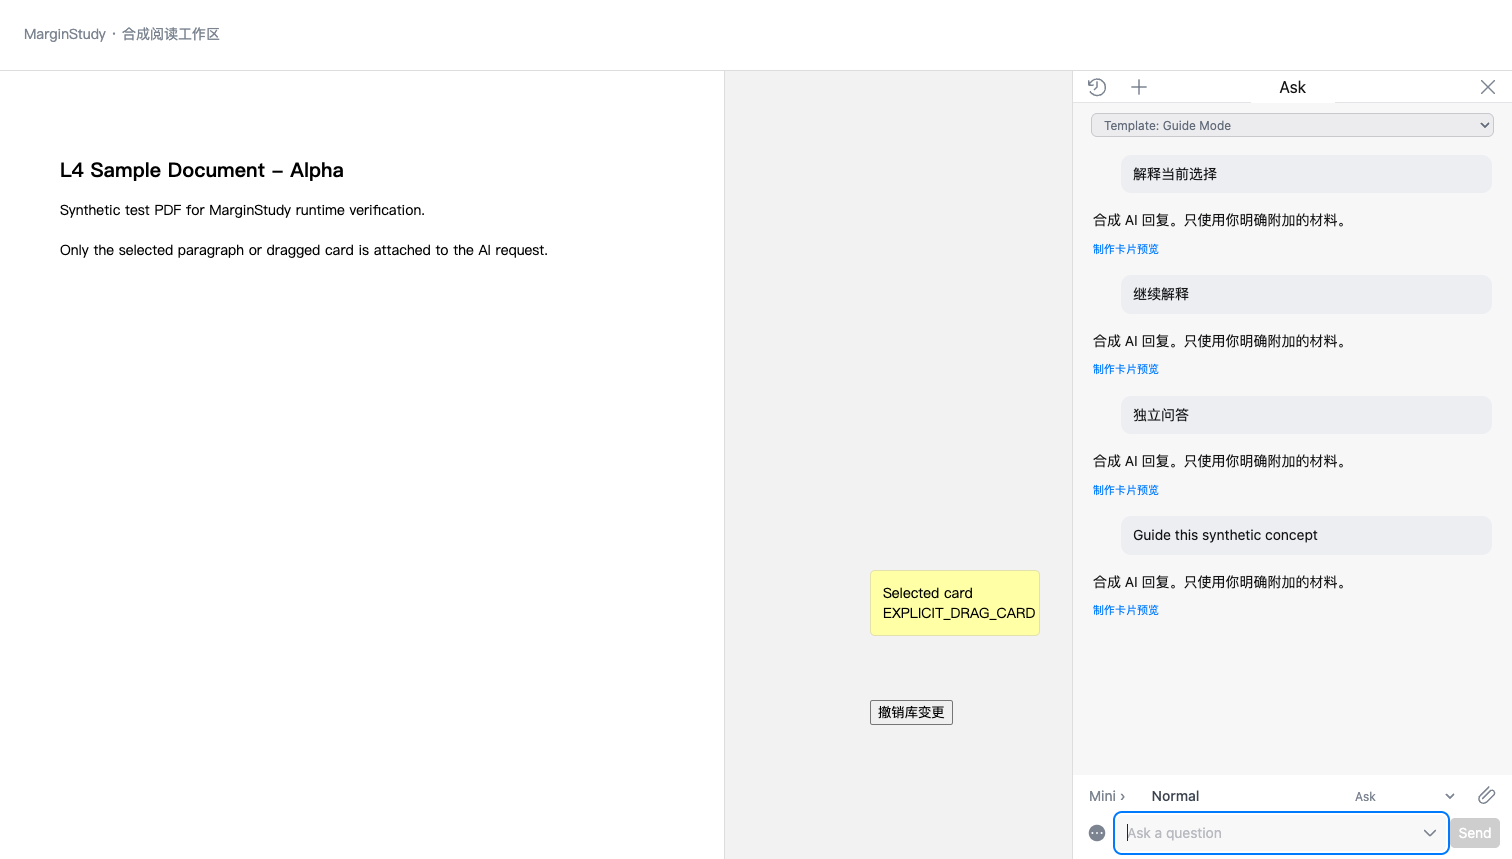 MarginStudy · 合成阅读工作区
L4 Sample Document – Alpha
Synthetic test PDF for MarginStudy runtime verification.
Only the selected paragraph or dragged card is attached to the AI request.
Selected card
EXPLICIT_DRAG_CARD
撤销库变更
Ask
Template: Guide Mode
解释当前选择
合成 AI 回复。只使用你明确附加的材料。
制作卡片预览
继续解释
合成 AI 回复。只使用你明确附加的材料。
制作卡片预览
独立问答
合成 AI 回复。只使用你明确附加的材料。
制作卡片预览
Guide this synthetic concept
合成 AI 回复。只使用你明确附加的材料。
制作卡片预览
Mini › Normal Ask
Ask a question Send